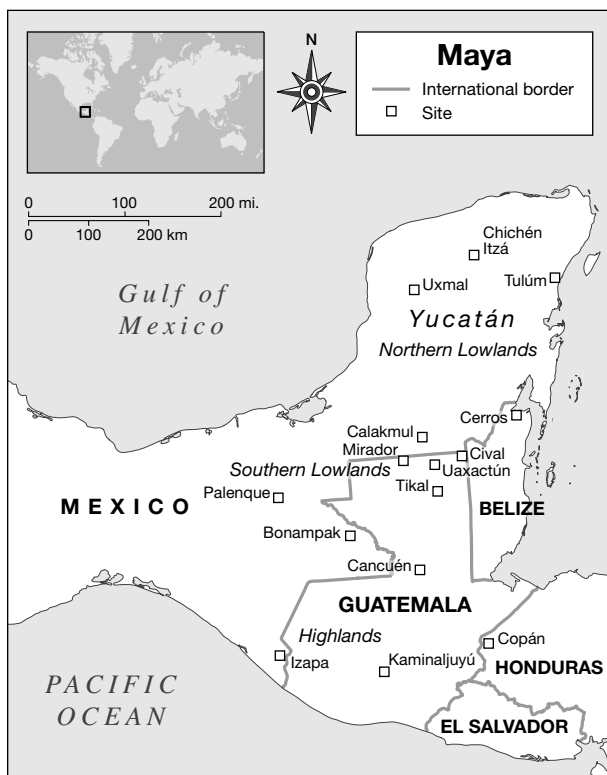 N
Maya
International border
Site
0 100 200 mi.
0 100 200 km
Chichén
Itzá
Uxmal
Tulúm
Gulf of
Mexico
Yucatán
Northern Lowlands
Cerros
Calakmul
Mirador
Cival
Southern Lowlands
Uaxactún
Tikal
Palenque
MEXICO
BELIZE
Bonampak
Cancuén
GUATEMALA
Highlands
Copán
Izapa
Kaminaljuyú
HONDURAS
PACIFIC
OCEAN
EL SALVADOR